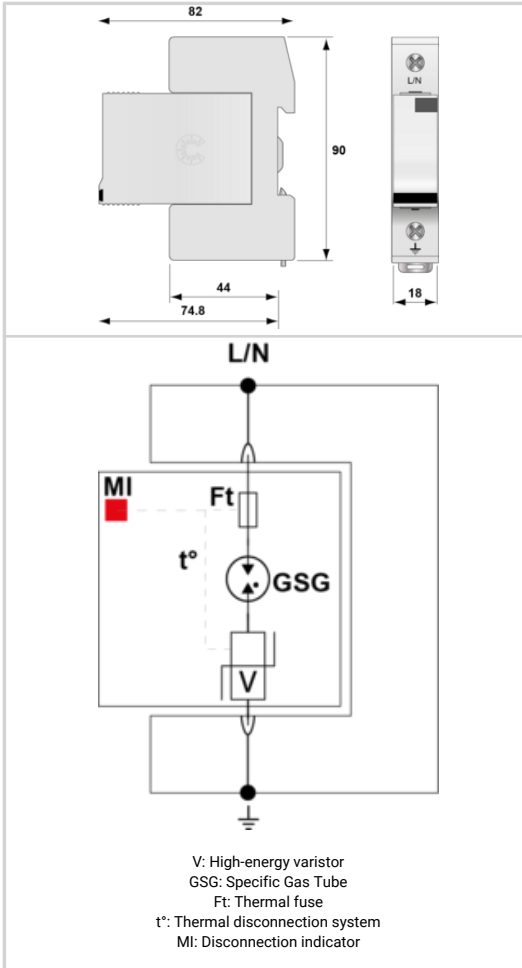 82
L/N
90
44
74.8
18
L/N
MI
Ft
t°
GSG
V
V: High-energy varistor
GSG: Specific Gas Tube
Ft: Thermal fuse
t°: Thermal disconnection system
MI: Disconnection indicator